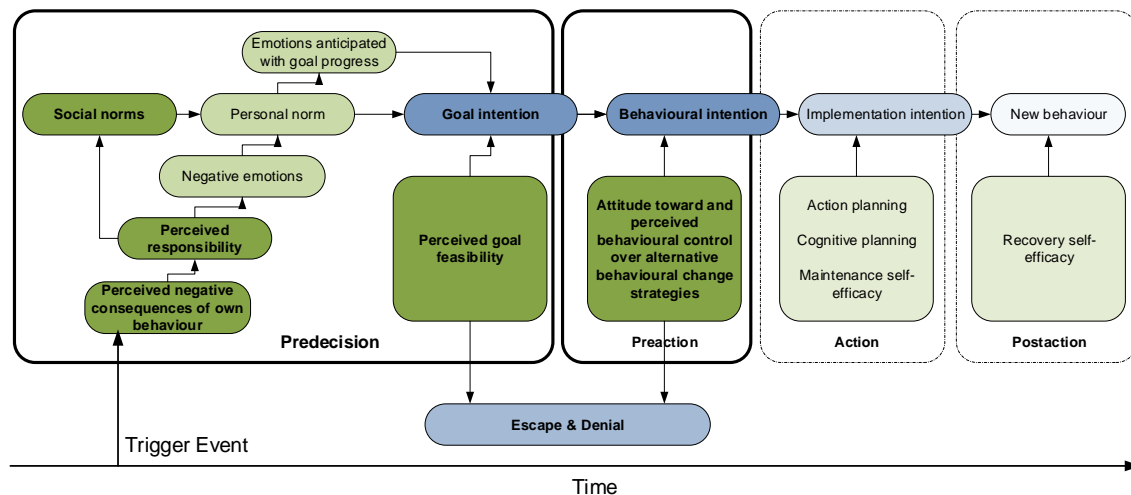 Emotions anticipated
with goal progress
Social norms
Personal norm
Goal intention
Behavioural intention
Implementation intention
New behaviour
Negative emotions
Perceived
responsibility
Perceived negative
consequences of own
behaviour
Perceived goal
feasibility
Attitude toward and
perceived
behavioural control
over alternative
behavioural change
strategies
Action planning
Cognitive planning
Maintenance self-
efficacy
Recovery self-
efficacy
Predecision
Preaction
Action
Postaction
Escape & Denial
Trigger Event
Time